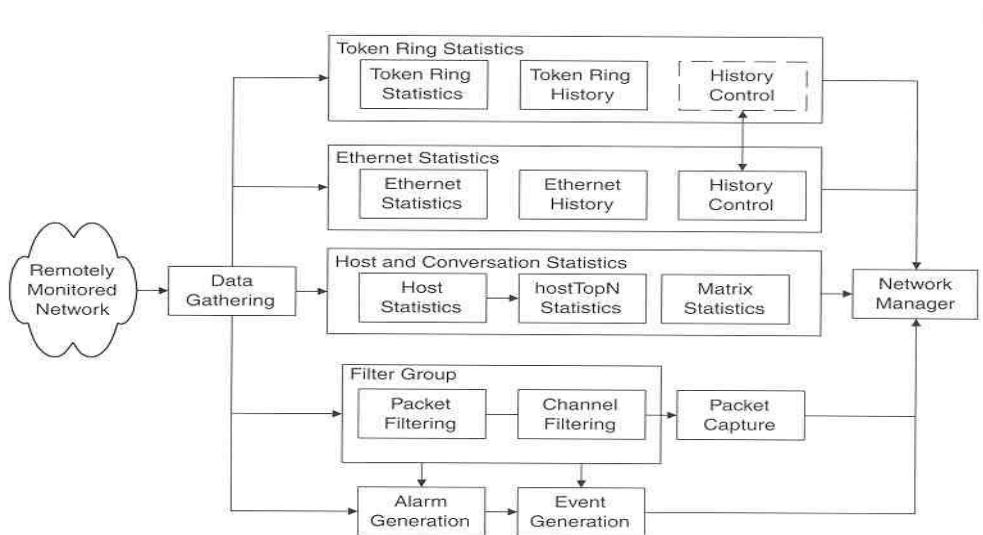 Token Ring Statistics
Token Ring
Statistics
Token Ring
History
History
Control
Ethernet Statistics
Ethernet
Statistics
Ethernet
History
History
Control
Remotely
Monitored
Network
Data
Gathering
Host and Conversation Statistics
Host
Statistics
hostTopN
Statistics
Matrix
Statistics
Network
Manager
Filter Group
Packet
Filtering
Channel
Filtering
Packet
Capture
Alarm
Generation
Event
Generation